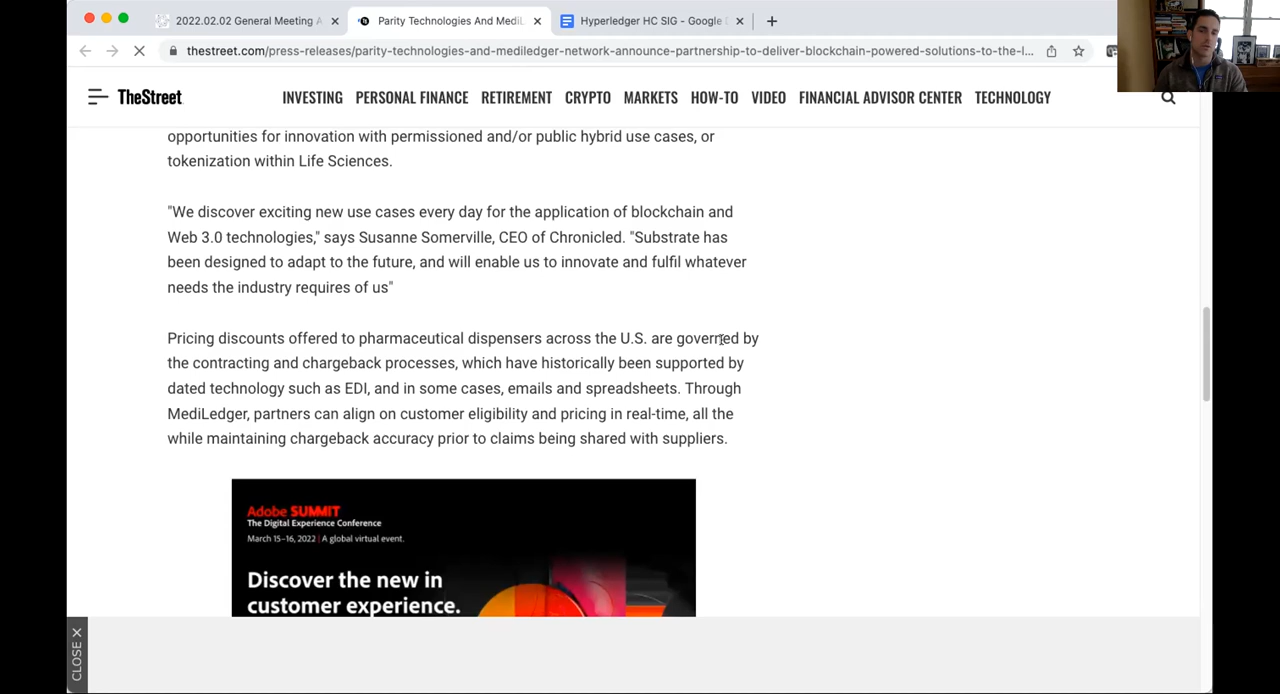 2022.02.02 General Meeting A
Parity Technologies And MediL
Hyperledger HC SIG - Google D
thestreet.com/press-releases/parity-technologies-and-mediledger-network-announce-partnership-to-deliver-blockchain-powered-solutions-to-the-l...
TheStreet
INVESTING PERSONAL FINANCE RETIREMENT CRYPTO MARKETS HOW-TO VIDEO FINANCIAL ADVISOR CENTER TECHNOLOGY
opportunities for innovation with permissioned and/or public hybrid use cases, or
tokenization within Life Sciences.
"We discover exciting new use cases every day for the application of blockchain and
Web 3.0 technologies," says Susanne Somerville, CEO of Chronicled. "Substrate has
been designed to adapt to the future, and will enable us to innovate and fulfil whatever
needs the industry requires of us"
Pricing discounts offered to pharmaceutical dispensers across the U.S. are governed by
the contracting and chargeback processes, which have historically been supported by
dated technology such as EDI, and in some cases, emails and spreadsheets. Through
MediLedger, partners can align on customer eligibility and pricing in real-time, all the
while maintaining chargeback accuracy prior to claims being shared with suppliers.
Adobe SUMMIT
The Digital Experience Conference
March 15–16, 2022 | A global virtual event.
Discover the new in
customer experience.
CLOSE X